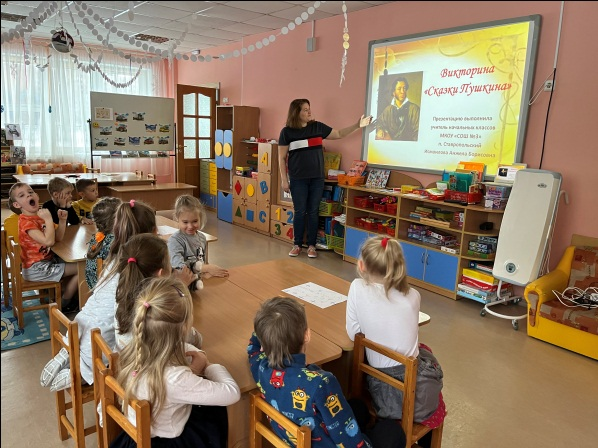 Викторина
«Сказки Пушкина»
Презентацию выполнила
учитель начальных классов
МКОУ «СОШ №3»
п. Ставропольский